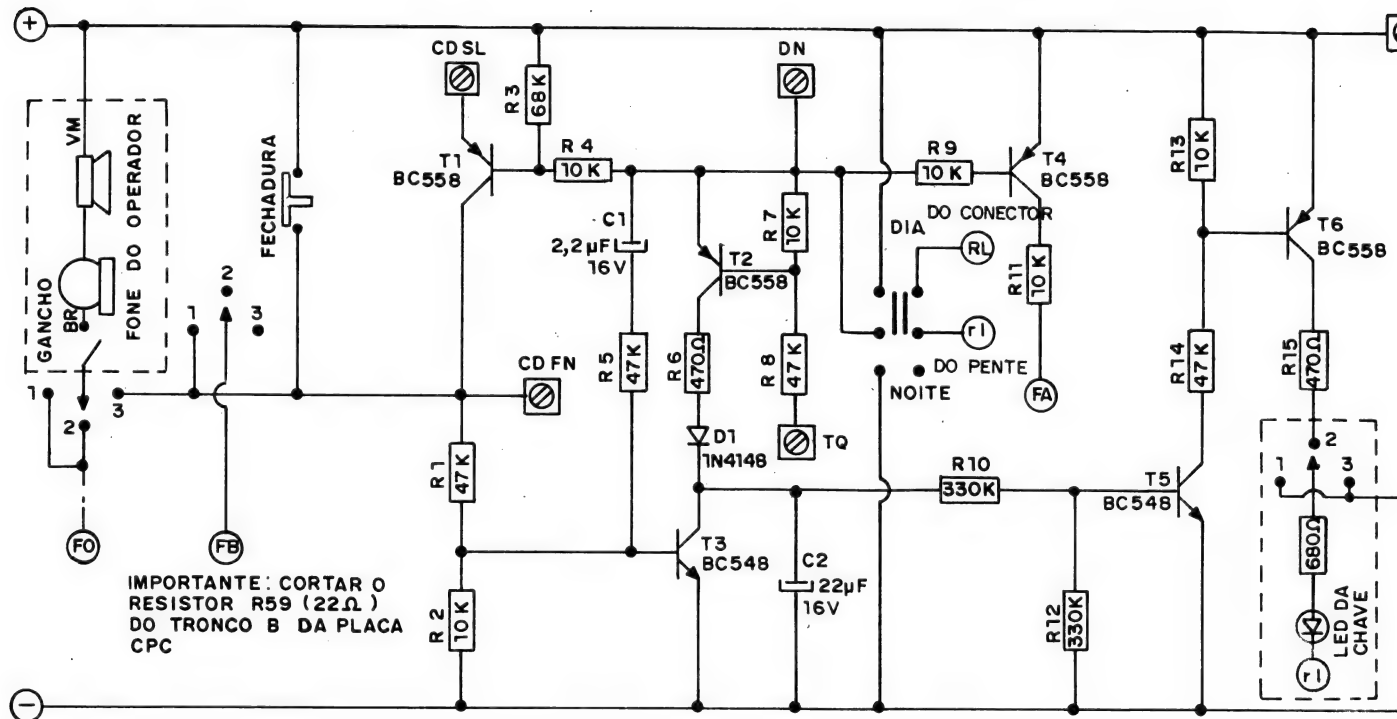 +
CDSL
DN
R3
68K
VM
FONE DO OPERADOR
GANCHO
BR
FECHADURA
T1
BC558
R4
10K
C1
2,2µF
16V
T2
BC558
R7
10K
R9
10K
T4
BC558
DO CONECTOR
DIA
RL
R11
10K
R13
10K
T6
BC558
2
1
3
R5
47K
R6
470Ω
R8
47K
rl
DO PENTE
NOITE
FA
R14
47K
R15
470Ω
1
2
3
CDFN
D1
1N4148
TQ
R1
47K
R10
330K
T5
BC548
2
1
3
FO
FB
T3
BC548
C2
22µF
16V
680Ω
IMPORTANTE: CORTAR O
RESISTOR R59 (22Ω)
DO TRONCO B DA PLACA
CPC
R2
10K
R12
330K
LED DA
CHAVE
rl
−